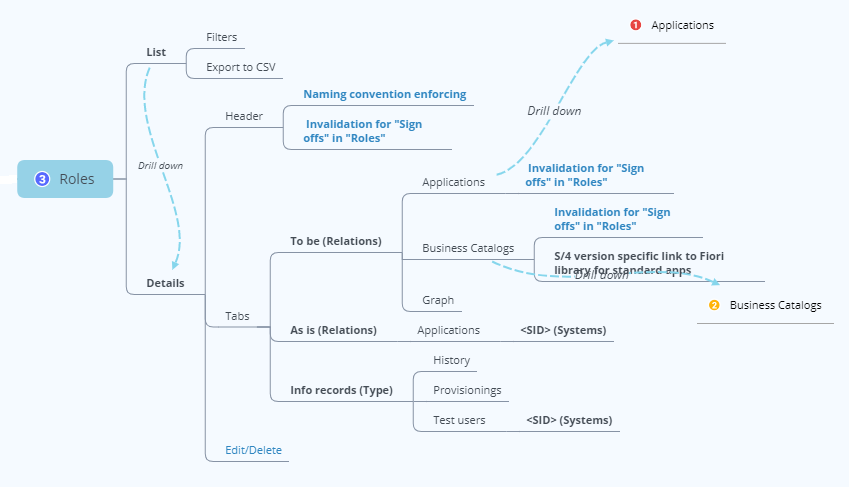 1 Applications
List
Filters
Export to CSV
Header
Naming convention enforcing
Invalidation for "Sign
offs" in "Roles"
Drill down
Drill down
3 Roles
Applications
Invalidation for "Sign
offs" in "Roles"
To be (Relations)
Business Catalogs
Invalidation for "Sign
offs" in "Roles"
S/4 version specific link to Fiori
library for standard apps
Drill down
Details
Graph
2 Business Catalogs
Tabs
As is (Relations)
Applications
<SID> (Systems)
Info records (Type)
History
Provisionings
Test users
<SID> (Systems)
Edit/Delete